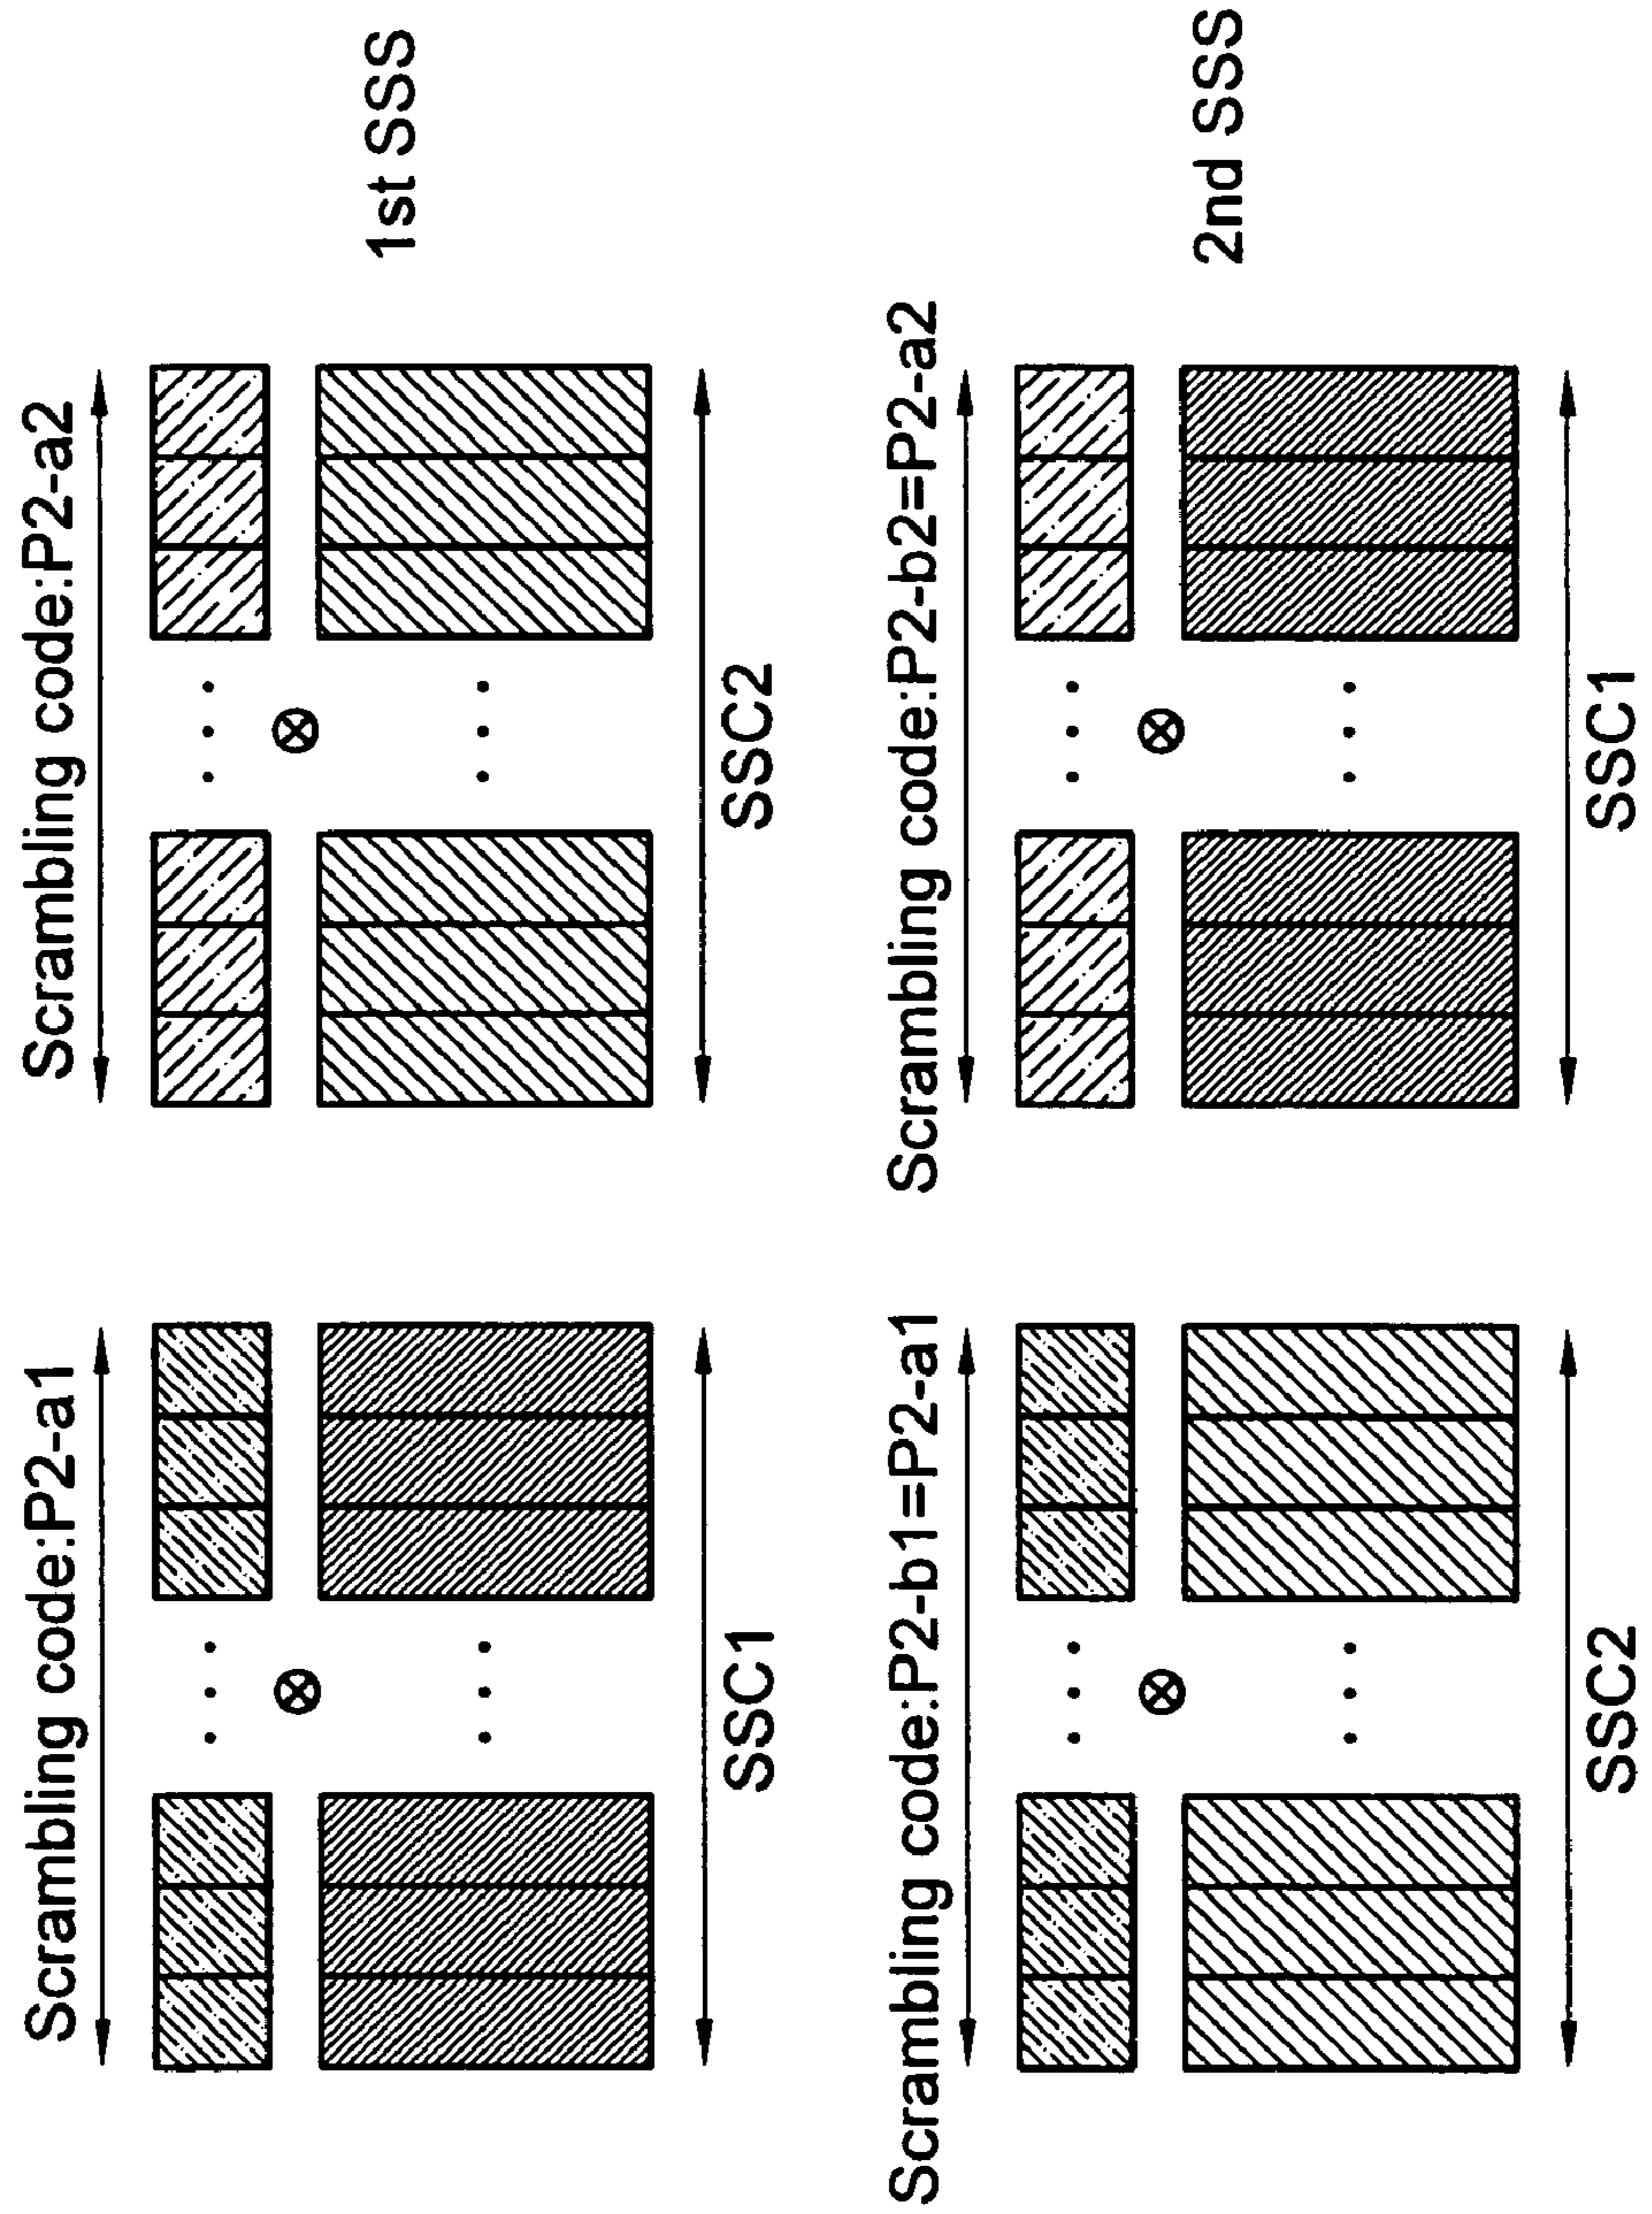 Scrambling code:P2-a1
Scrambling code:P2-a2
SSC1
SSC2
1st SSS
Scrambling code:P2-b1=P2-a1
Scrambling code:P2-b2=P2-a2
SSC2
SSC1
2nd SSS